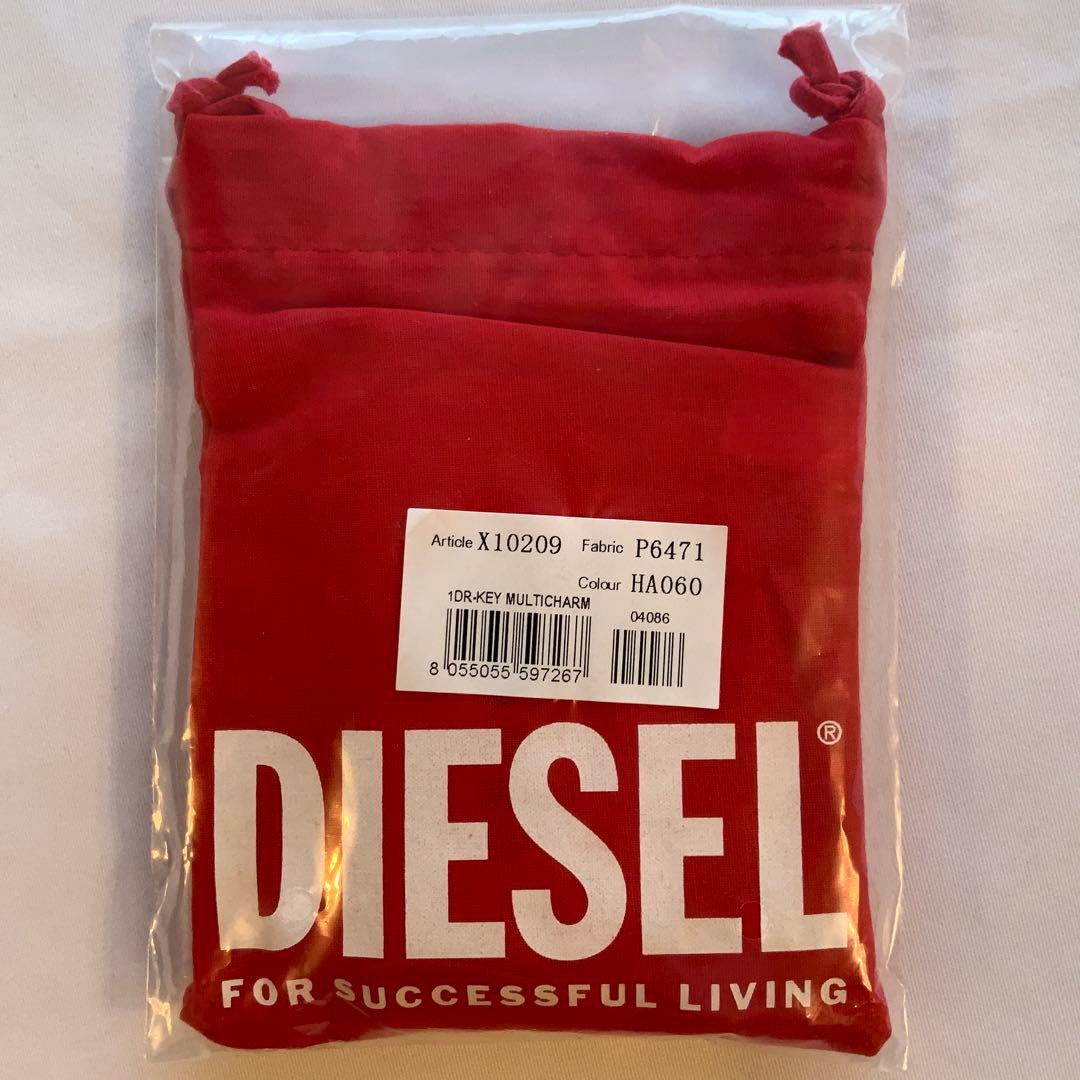 Article X10209 Fabric P6471
Colour HA060
1DR-KEY MULTICHARM
04086
8 055055 597267
DIESEL®
FOR SUCCESSFUL LIVING